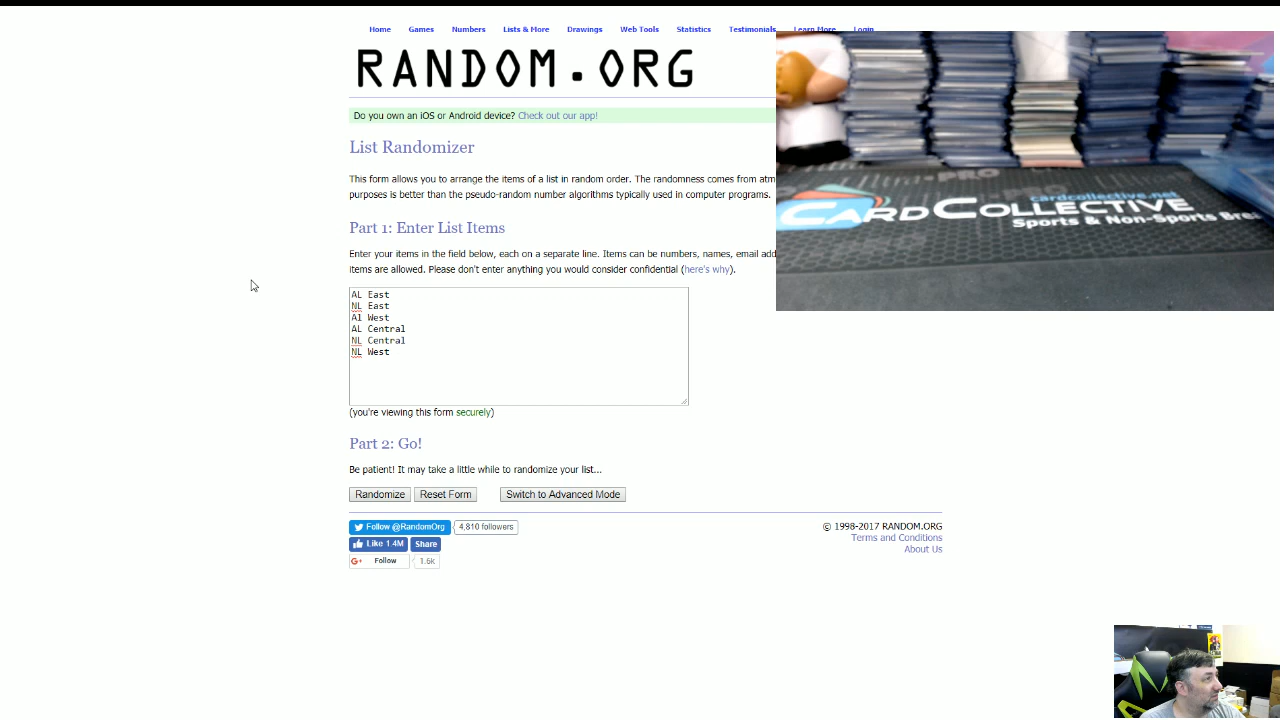 Home Games Numbers Lists & More Drawings Web Tools Statistics Testimonials Learn More Login
RANDOM.ORG
Do you own an iOS or Android device? Check out our app!
List Randomizer
This form allows you to arrange the items of a list in random order. The randomness comes from atm
purposes is better than the pseudo-random number algorithms typically used in computer programs.
Part 1: Enter List Items
Enter your items in the field below, each on a separate line. Items can be numbers, names, email add
items are allowed. Please don't enter anything you would consider confidential (here's why).
AL East
NL East
Al West
AL Central
NL Central
NL West
(you're viewing this form securely)
Part 2: Go!
Be patient! It may take a little while to randomize your list...
Randomize Reset Form Switch to Advanced Mode
Follow @RandomOrg 4,810 followers
Like 1.4M Share
Follow 1.6k
© 1998-2017 RANDOM.ORG
Terms and Conditions
About Us
PRO
cardcollective.net
CARDCOLLECTIVE
Sports & Non-Sports Brea